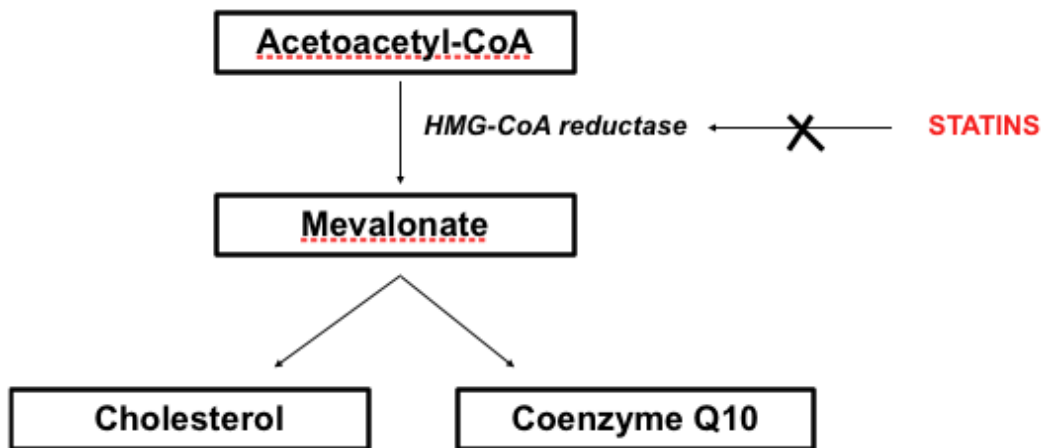 Acetoacetyl-CoA
HMG-CoA reductase
STATINS
Mevalonate
Cholesterol
Coenzyme Q10